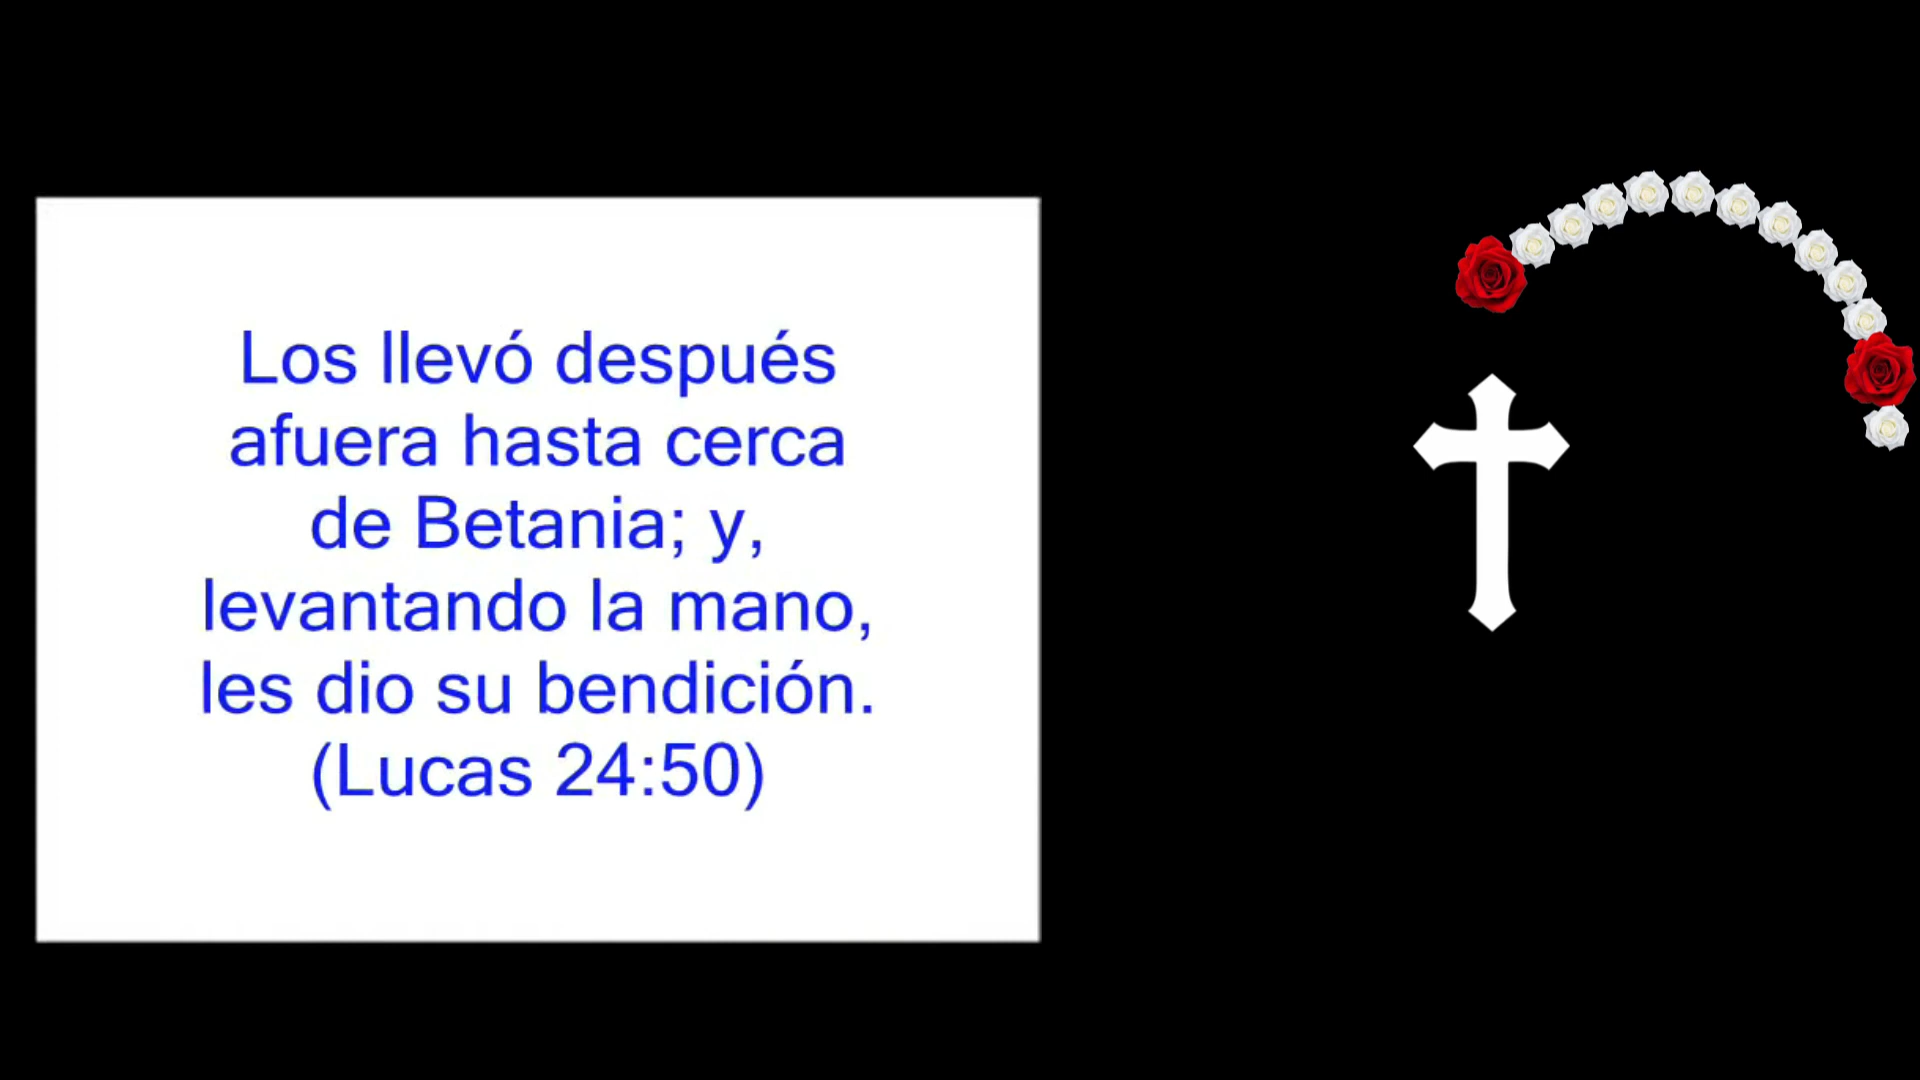 Los llevó después
afuera hasta cerca
de Betania; y,
levantando la mano,
les dio su bendición.
(Lucas 24:50)